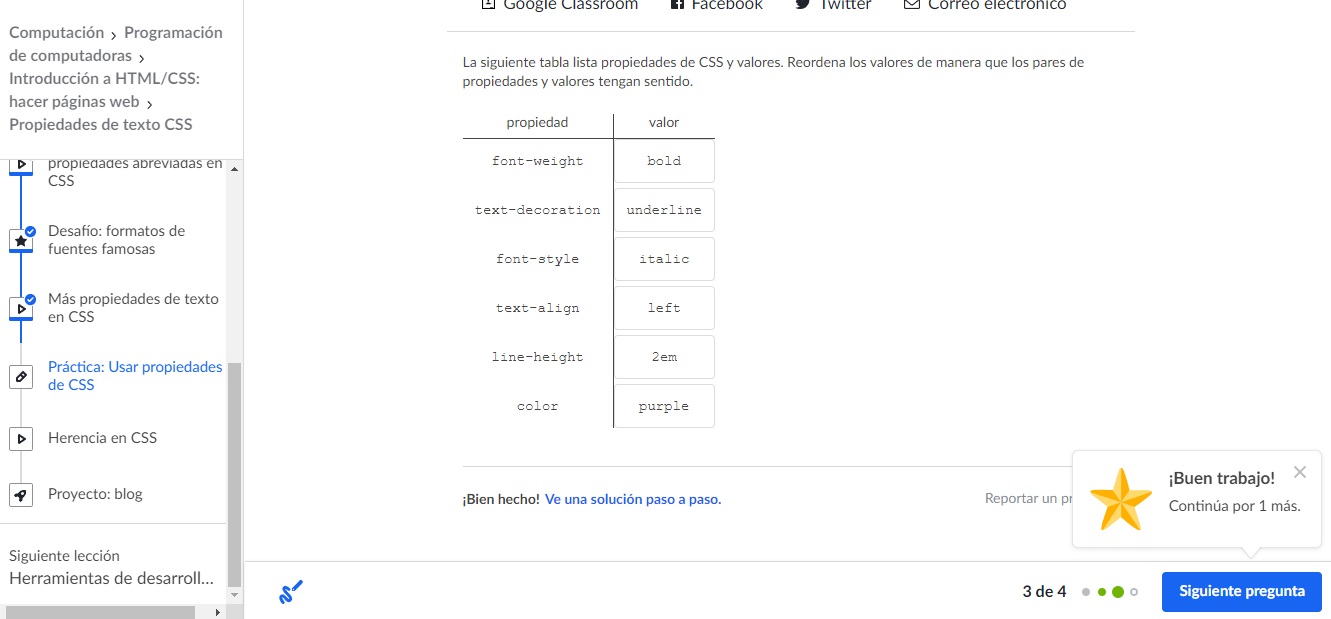 Computación › Programación
de computadoras ›
Introducción a HTML/CSS:
hacer páginas web ›
Propiedades de texto CSS
propiedades abreviadas en
CSS
Desafío: formatos de
fuentes famosas
Más propiedades de texto
en CSS
Práctica: Usar propiedades
de CSS
Herencia en CSS
Proyecto: blog
Siguiente lección
Herramientas de desarroll...
Google Classroom Facebook Twitter Correo electrónico
La siguiente tabla lista propiedades de CSS y valores. Reordena los valores de manera que los pares de
propiedades y valores tengan sentido.
propiedad valor
font-weight bold
text-decoration underline
font-style italic
text-align left
line-height 2em
color purple
¡Bien hecho! Ve una solución paso a paso.
Reportar un pr
¡Buen trabajo!
Continúa por 1 más.
3 de 4
Siguiente pregunta